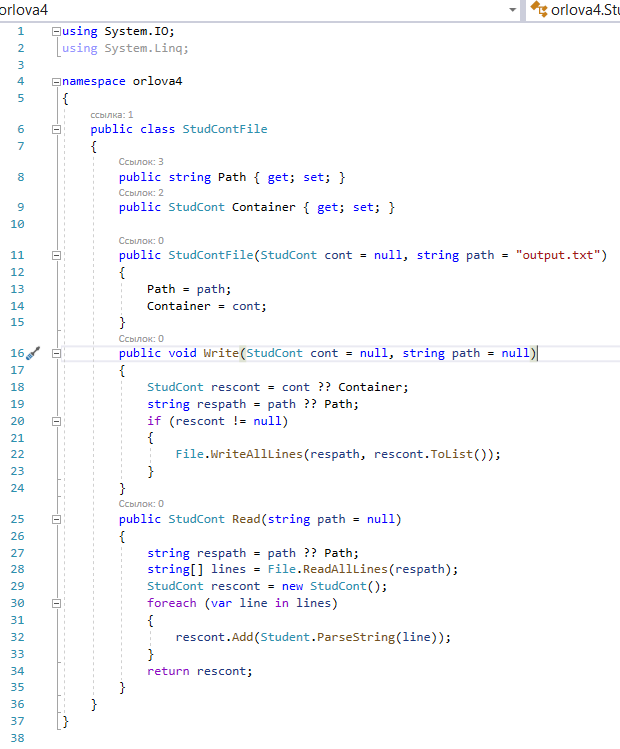 orlova4 orlova4.Stu
1 using System.IO;
2 using System.Linq;
3
4 namespace orlova4
5 {
ссылка: 1
6 public class StudContFile
7 {
Ссылок: 3
8 public string Path { get; set; }
Ссылок: 2
9 public StudCont Container { get; set; }
10
Ссылок: 0
11 public StudContFile(StudCont cont = null, string path = "output.txt")
12 {
13 Path = path;
14 Container = cont;
15 }
Ссылок: 0
16 public void Write(StudCont cont = null, string path = null)
17 {
18 StudCont rescont = cont ?? Container;
19 string respath = path ?? Path;
20 if (rescont != null)
21 {
22 File.WriteAllLines(respath, rescont.ToList());
23 }
24 }
Ссылок: 0
25 public StudCont Read(string path = null)
26 {
27 string respath = path ?? Path;
28 string[] lines = File.ReadAllLines(respath);
29 StudCont rescont = new StudCont();
30 foreach (var line in lines)
31 {
32 rescont.Add(Student.ParseString(line));
33 }
34 return rescont;
35 }
36 }
37 }
38